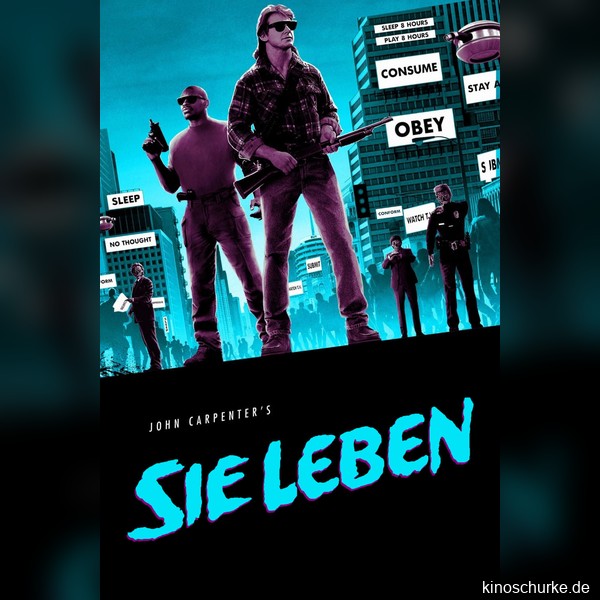 SLEEP 8 HOURS
PLAY 8 HOURS
CONSUME
STAY A
OBEY
SLEEP
NO THOUGHT
CONFORM
WATCH T.V.
SUBMIT
JOHN CARPENTER'S
SIE LEBEN
kinoschurke.de